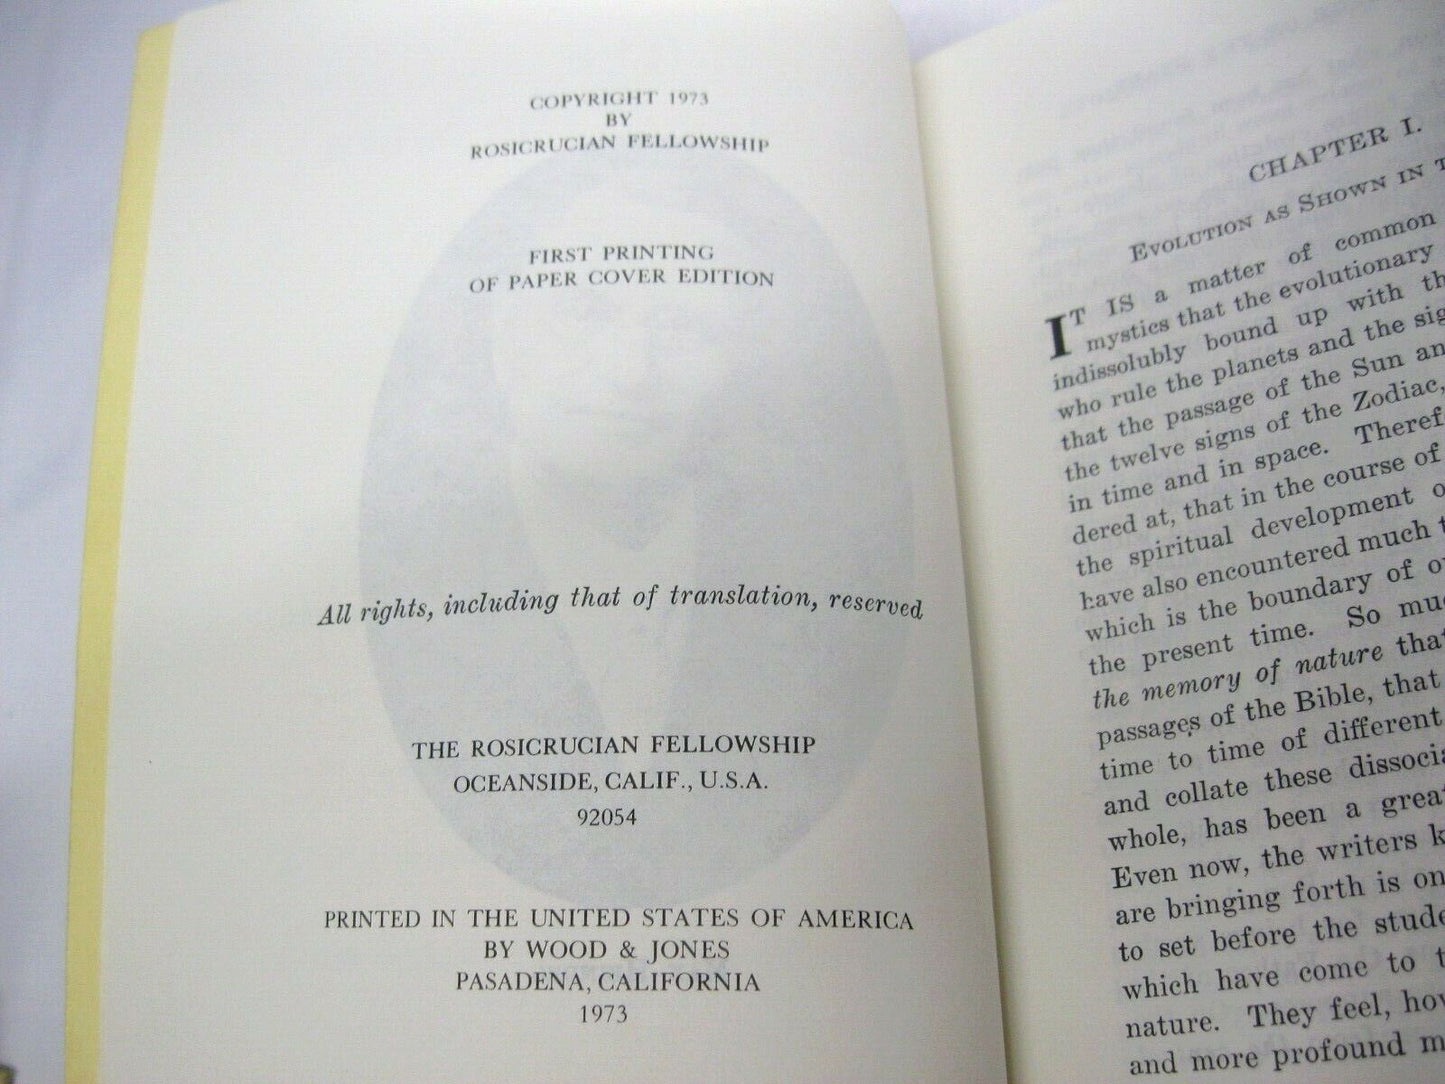 COPYRIGHT 1973
BY
ROSICRUCIAN FELLOWSHIP
FIRST PRINTING
OF PAPER COVER EDITION
All rights, including that of translation, reserved
THE ROSICRUCIAN FELLOWSHIP
OCEANSIDE, CALIF., U.S.A.
92054
PRINTED IN THE UNITED STATES OF AMERICA
BY WOOD & JONES
PASADENA, CALIFORNIA
1973
CHAPTER I.
EVOLUTION AS SHOWN IN
IT IS a matter of common
mystics that the evolutionary
indissolubly bound up with
who rule the planets and the
that the passage of the Sun
the twelve signs of the Zodiac,
in time and in space.
dered at, that in the course of
the spiritual development
have also encountered much
which is the boundary of
the present time. So
the memory of nature
passages of the Bible, that
time to time of different
and collate these
whole, has been a
Even now, the writers
are bringing forth is
to set before the
which have come to
nature. They feel,
and more profound